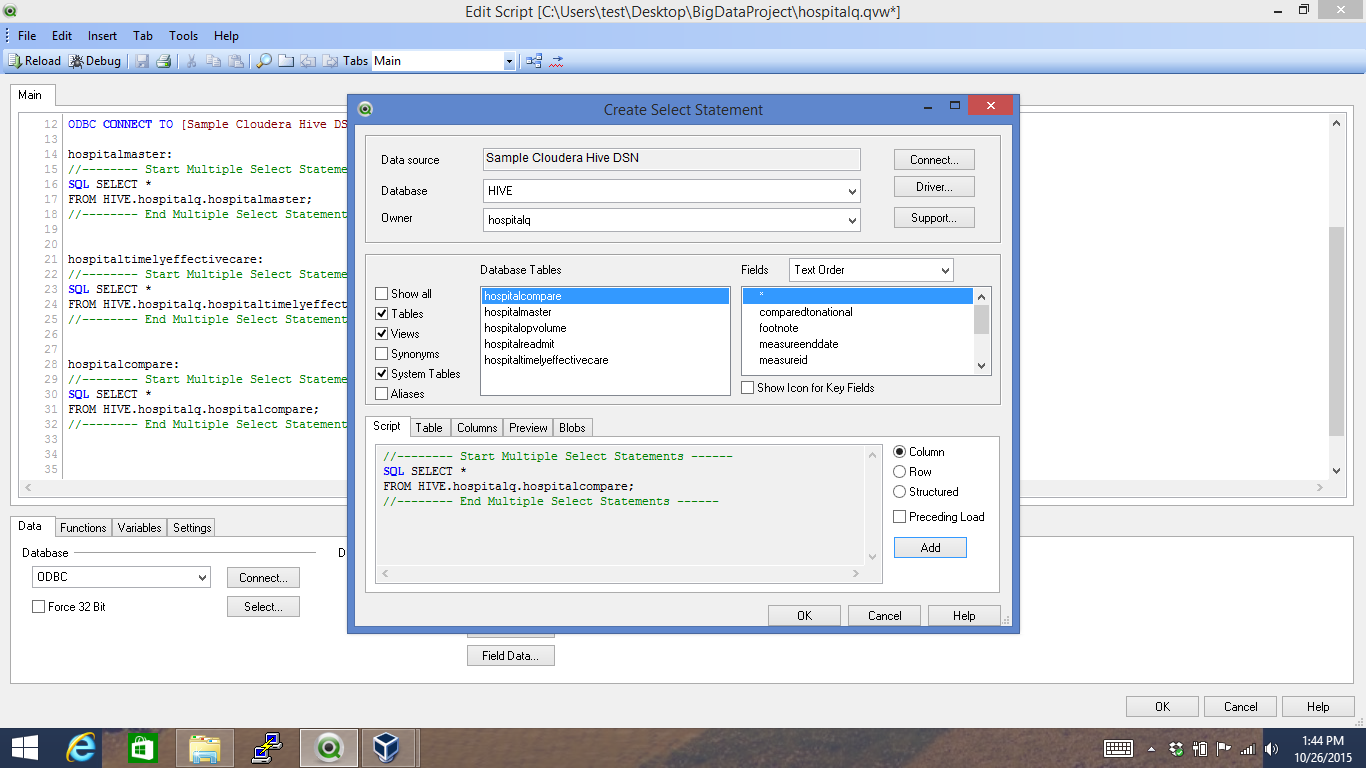 Edit Script [C:\Users\test\Desktop\BigDataProject\hospitalq.qvw*]
File Edit Insert Tab Tools Help
Reload Debug Tabs Main
Main
12 ODBC CONNECT TO [Sample Cloudera Hive DS
13
14 hospitalmaster:
15 //-------- Start Multiple Select Stateme
16 SQL SELECT *
17 FROM HIVE.hospitalq.hospitalmaster;
18 //-------- End Multiple Select Statement
19
20
21 hospitaltimelyeffectivecare:
22 //-------- Start Multiple Select Stateme
23 SQL SELECT *
24 FROM HIVE.hospitalq.hospitaltimelyeffect
25 //-------- End Multiple Select Statement
26
27
28 hospitalcompare:
29 //-------- Start Multiple Select Stateme
30 SQL SELECT *
31 FROM HIVE.hospitalq.hospitalcompare;
32 //-------- End Multiple Select Statement
33
34
35
Create Select Statement
Data source Sample Cloudera Hive DSN Connect...
Database HIVE Driver...
Owner hospitalq Support...
Database Tables Fields Text Order
Show all
Tables
Views
Synonyms
System Tables
Aliases
hospitalcompare
hospitalmaster
hospitalopvolume
hospitalreadmit
hospitaltimelyeffectivecare
*
comparedtonational
footnote
measureenddate
measureid
Show Icon for Key Fields
Script Table Columns Preview Blobs
//-------- Start Multiple Select Statements ------
SQL SELECT *
FROM HIVE.hospitalq.hospitalcompare;
//-------- End Multiple Select Statements ------
Column
Row
Structured
Preceding Load
Add
OK Cancel Help
Data Functions Variables Settings
Database D
ODBC Connect...
Force 32 Bit Select...
Field Data...
OK Cancel Help
1:44 PM
10/26/2015